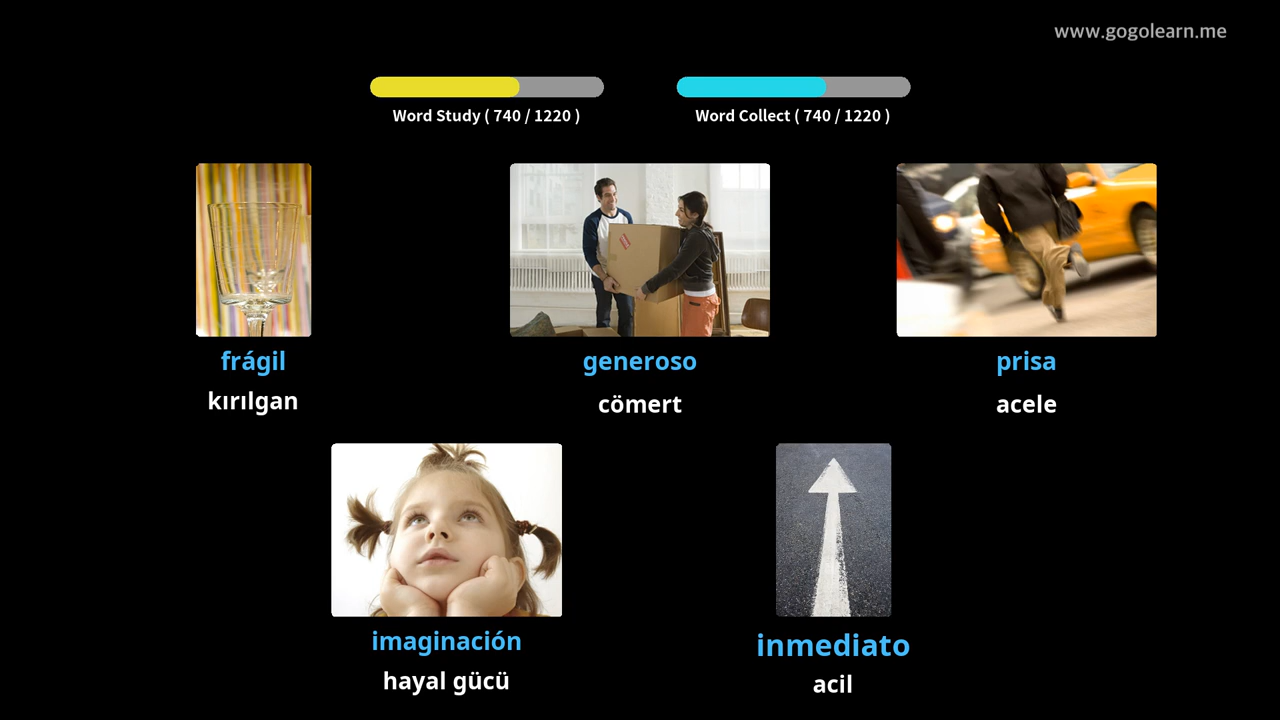 www.gogolearn.me
Word Study ( 740 / 1220 )
Word Collect ( 740 / 1220 )
frágil
kırılgan
generoso
cömert
prisa
acele
imaginación
hayal gücü
inmediato
acil